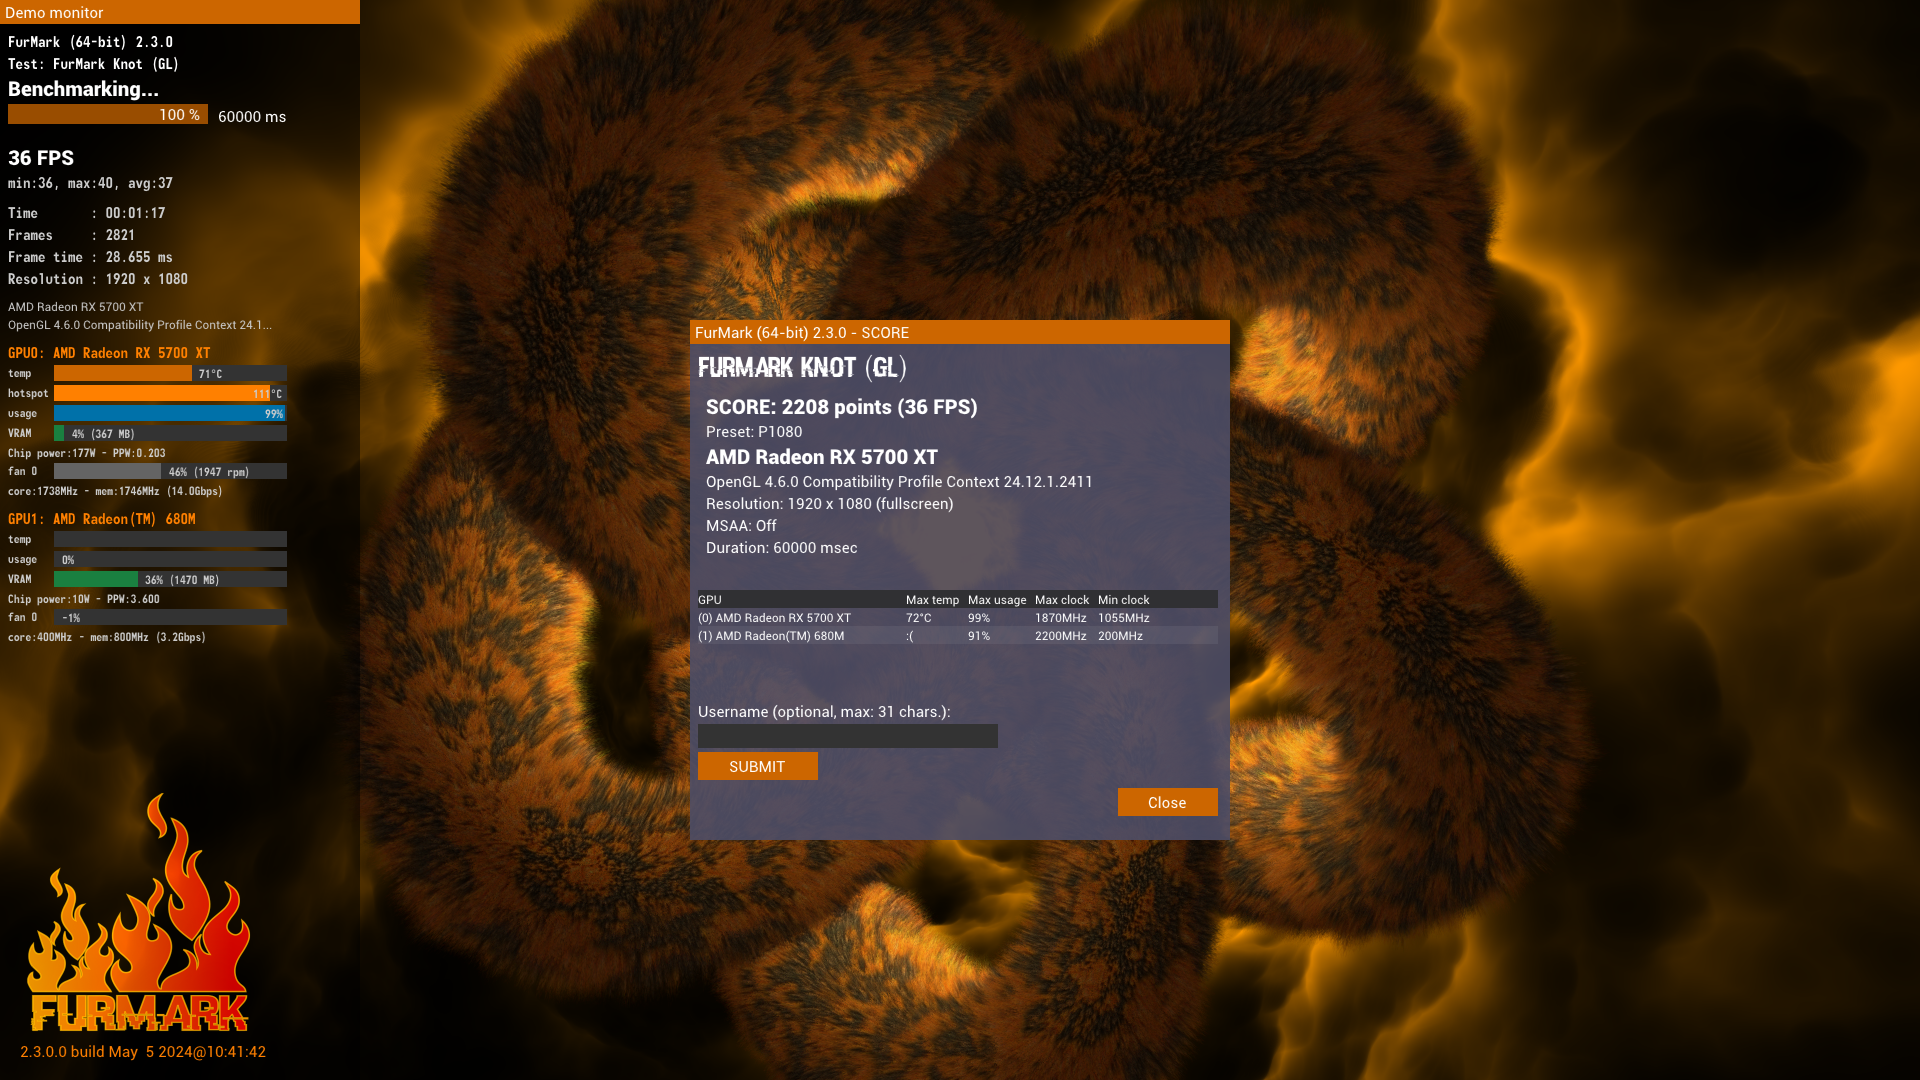 Demo monitor
FurMark (64-bit) 2.3.0
Test: FurMark Knot (GL)
Benchmarking...
100 % 60000 ms
36 FPS
min:36, max:40, avg:37
Time : 00:01:17
Frames : 2821
Frame time : 28.655 ms
Resolution : 1920 x 1080
AMD Radeon RX 5700 XT
OpenGL 4.6.0 Compatibility Profile Context 24.1...
GPU0: AMD Radeon RX 5700 XT
temp 71°C
hotspot 111°C
usage 99%
VRAM 4% (367 MB)
Chip power:177W - PPW:0.203
fan 0 46% (1947 rpm)
core:1738MHz - mem:1746MHz (14.0Gbps)
GPU1: AMD Radeon(TM) 680M
temp
usage 0%
VRAM 36% (1470 MB)
Chip power:10W - PPW:3.600
fan 0 -1%
core:400MHz - mem:800MHz (3.2Gbps)
FURMARK
2.3.0.0 build May 5 2024@10:41:42
FurMark (64-bit) 2.3.0 - SCORE
FURMARK KNOT (GL)
SCORE: 2208 points (36 FPS)
Preset: P1080
AMD Radeon RX 5700 XT
OpenGL 4.6.0 Compatibility Profile Context 24.12.1.2411
Resolution: 1920 x 1080 (fullscreen)
MSAA: Off
Duration: 60000 msec
GPU Max temp Max usage Max clock Min clock
(0) AMD Radeon RX 5700 XT 72°C 99% 1870MHz 1055MHz
(1) AMD Radeon(TM) 680M :( 91% 2200MHz 200MHz
Username (optional, max: 31 chars.):
SUBMIT
Close